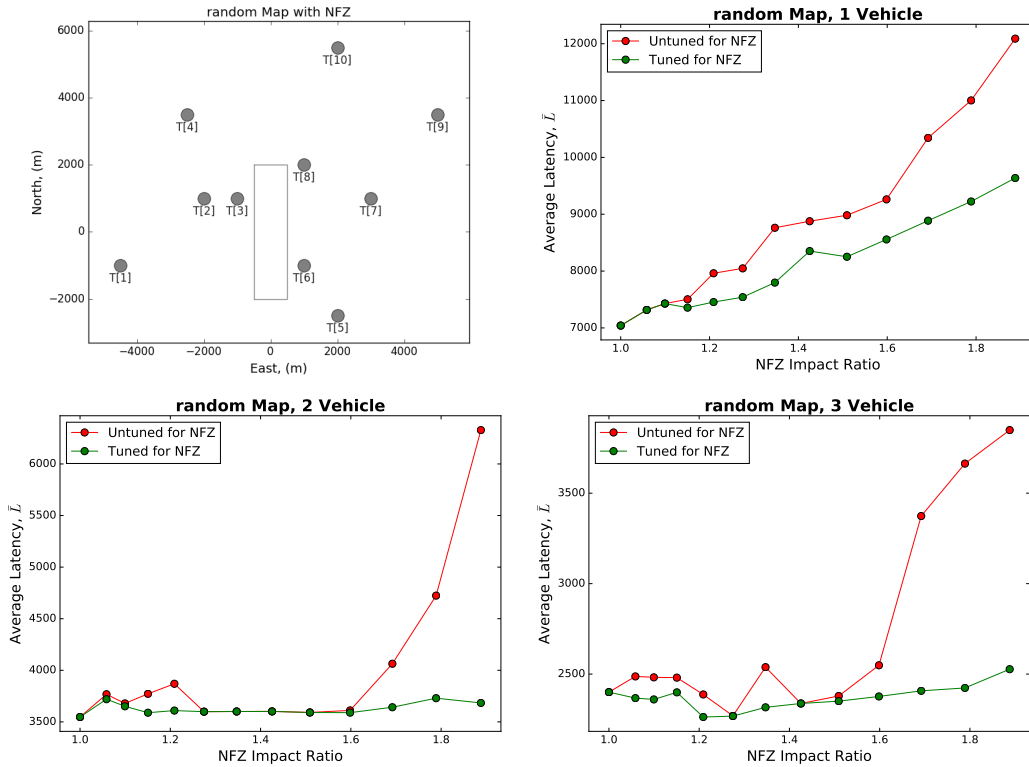 random Map with NFZ
North, (m)
6000
4000
2000
0
−2000
T[10]
T[4]
T[9]
T[8]
T[2]
T[3]
T[7]
T[1]
T[6]
T[5]
−4000 −2000 0 2000 4000
East, (m)
random Map, 1 Vehicle
Untuned for NFZ
Tuned for NFZ
Average Latency, L̄
12000
11000
10000
9000
8000
7000
1.0 1.2 1.4 1.6 1.8
NFZ Impact Ratio
random Map, 2 Vehicle
Untuned for NFZ
Tuned for NFZ
Average Latency, L̄
6000
5500
5000
4500
4000
3500
1.0 1.2 1.4 1.6 1.8
NFZ Impact Ratio
random Map, 3 Vehicle
Untuned for NFZ
Tuned for NFZ
Average Latency, L̄
3500
3000
2500
1.0 1.2 1.4 1.6 1.8
NFZ Impact Ratio